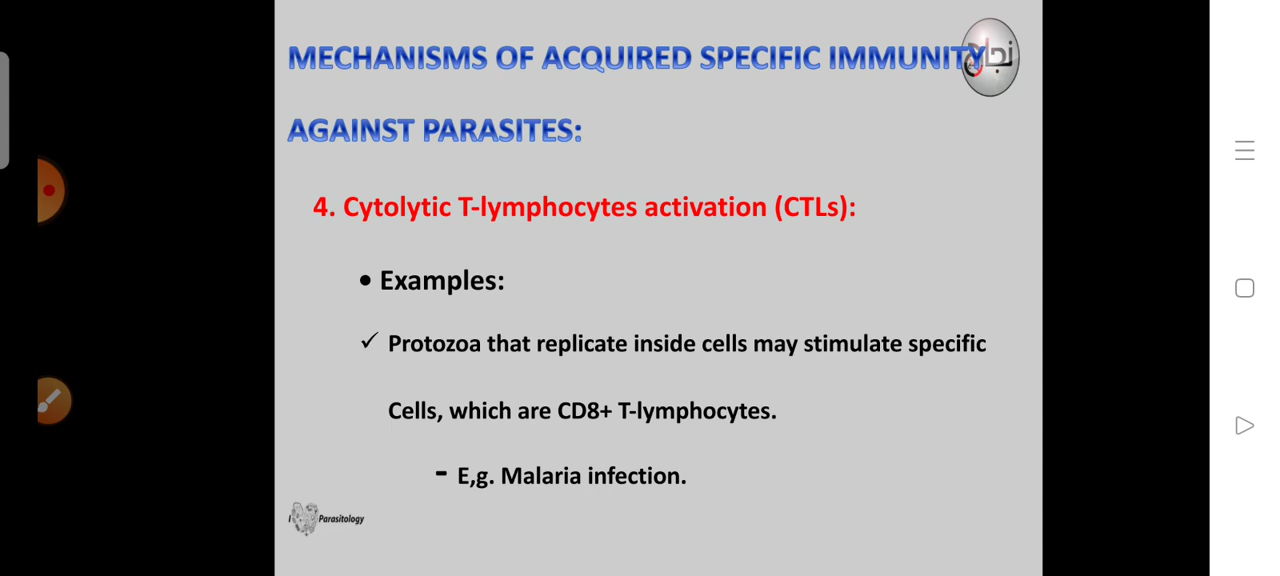 MECHANISMS OF ACQUIRED SPECIFIC IMMUNITY
AGAINST PARASITES:
4. Cytolytic T-lymphocytes activation (CTLs):
• Examples:
✓ Protozoa that replicate inside cells may stimulate specific
Cells, which are CD8+ T-lymphocytes.
- E,g. Malaria infection.
I Parasitology